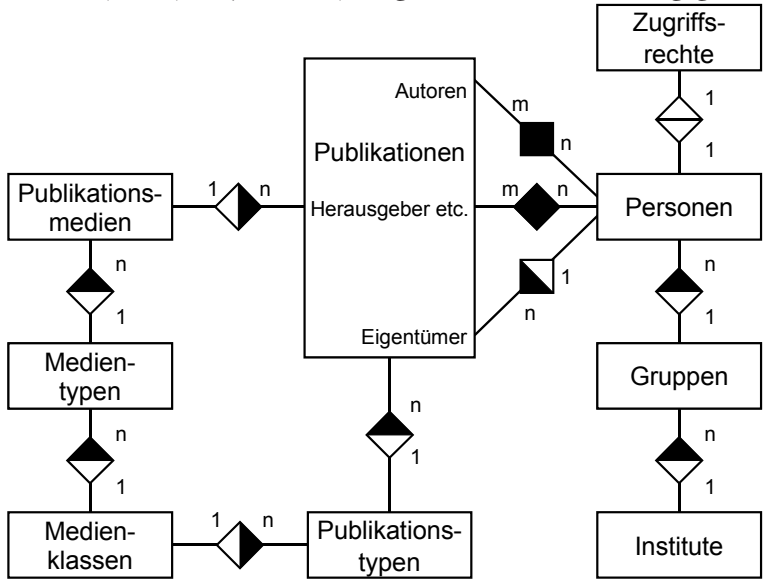 Zugriffs-
rechte
Autoren
m
1
Publikationen
n
1
Publikations-
medien
1
n
Herausgeber etc.
m
n
Personen
n
1
n
n
1
Eigentümer
1
Medien-
typen
Gruppen
n
n
n
1
1
1
Medien-
klassen
1
n
Publikations-
typen
Institute